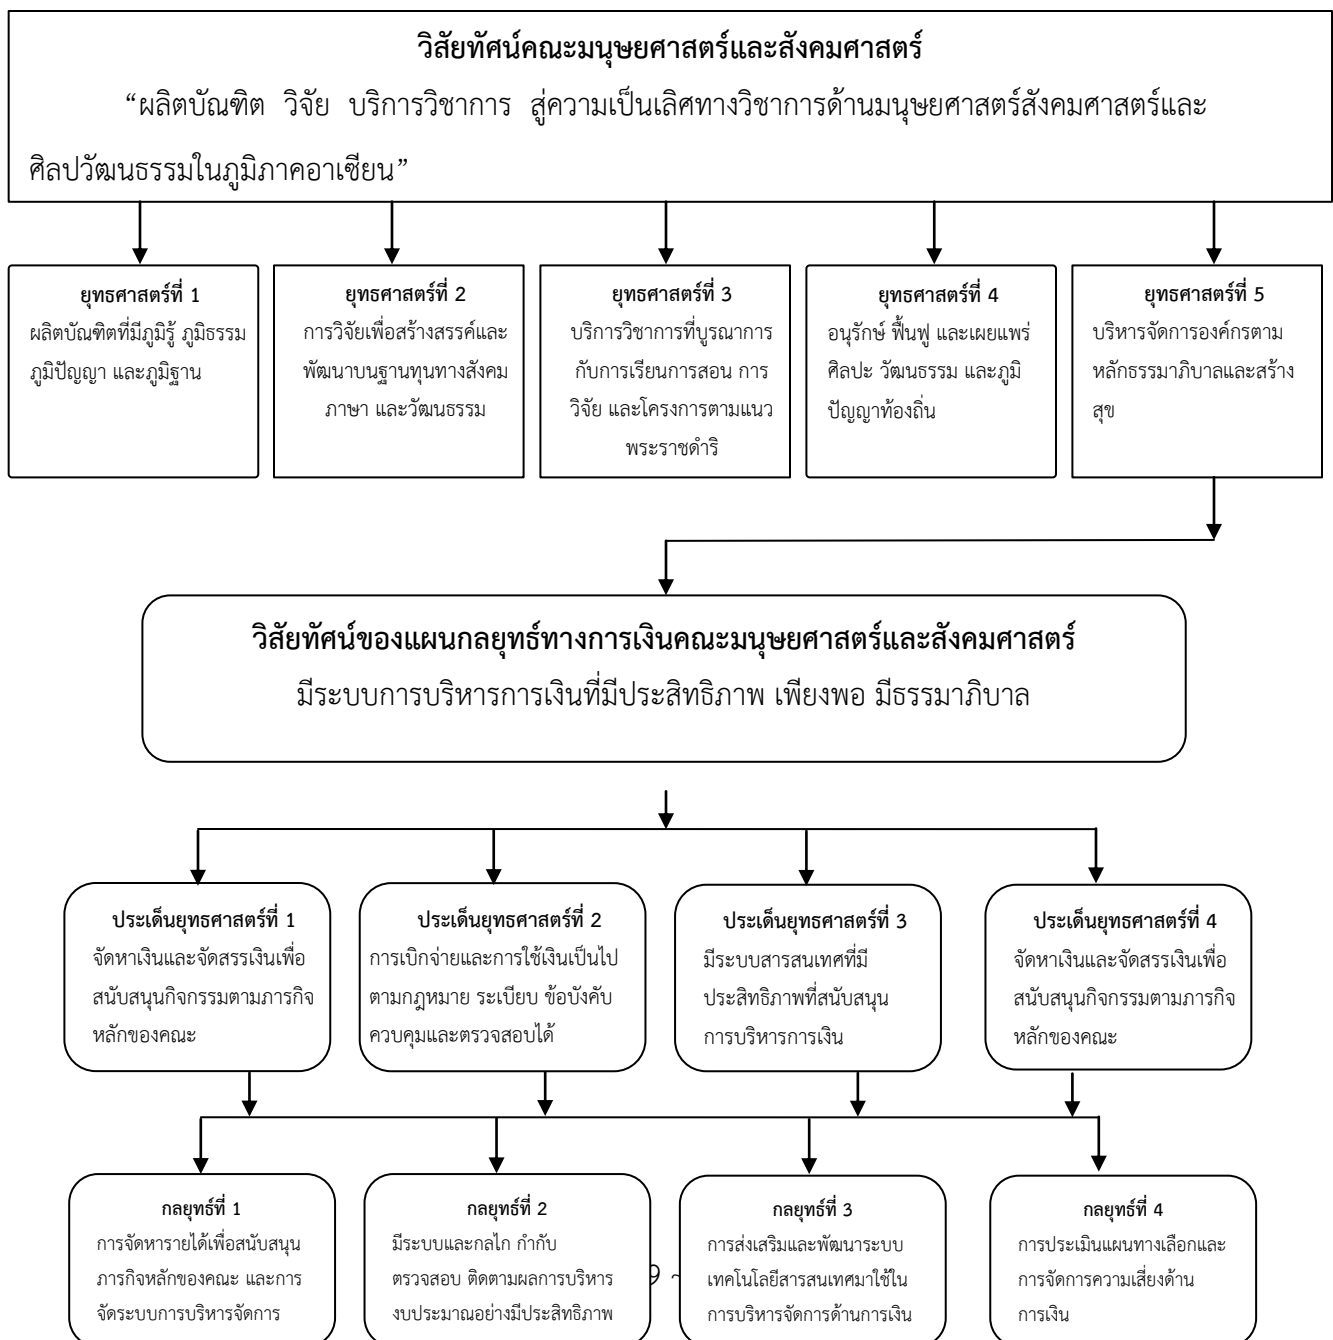 วิสัยทัศน์คณะมนุษยศาสตร์และสังคมศาสตร์
“ผลิตบัณฑิต วิจัย บริการวิชาการ สู่ความเป็นเลิศทางวิชาการด้านมนุษยศาสตร์สังคมศาสตร์และ
ศิลปวัฒนธรรมในภูมิภาคอาเซียน”
ยุทธศาสตร์ที่ 1
ผลิตบัณฑิตที่มีภูมิรู้ ภูมิธรรม
ภูมิปัญญา และภูมิฐาน
ยุทธศาสตร์ที่ 2
การวิจัยเพื่อสร้างสรรค์และ
พัฒนาบนฐานทุนทางสังคม
ภาษา และวัฒนธรรม
ยุทธศาสตร์ที่ 3
บริการวิชาการที่บูรณาการ
กับการเรียนการสอน การ
วิจัย และโครงการตามแนว
พระราชดำริ
ยุทธศาสตร์ที่ 4
อนุรักษ์ ฟื้นฟู และเผยแพร่
ศิลปะ วัฒนธรรม และภูมิ
ปัญญาท้องถิ่น
ยุทธศาสตร์ที่ 5
บริหารจัดการองค์กรตาม
หลักธรรมาภิบาลและสร้าง
สุข
วิสัยทัศน์ของแผนกลยุทธ์ทางการเงินคณะมนุษยศาสตร์และสังคมศาสตร์
มีระบบการบริหารการเงินที่มีประสิทธิภาพ เพียงพอ มีธรรมาภิบาล
ประเด็นยุทธศาสตร์ที่ 1
จัดหาเงินและจัดสรรเงินเพื่อ
สนับสนุนกิจกรรมตามภารกิจ
หลักของคณะ
ประเด็นยุทธศาสตร์ที่ 2
การเบิกจ่ายและการใช้เงินเป็นไป
ตามกฎหมาย ระเบียบ ข้อบังคับ
ควบคุมและตรวจสอบได้
ประเด็นยุทธศาสตร์ที่ 3
มีระบบสารสนเทศที่มี
ประสิทธิภาพที่สนับสนุน
การบริหารการเงิน
ประเด็นยุทธศาสตร์ที่ 4
จัดหาเงินและจัดสรรเงินเพื่อ
สนับสนุนกิจกรรมตามภารกิจ
หลักของคณะ
กลยุทธ์ที่ 1
การจัดหารายได้เพื่อสนับสนุน
ภารกิจหลักของคณะ และการ
จัดระบบการบริหารจัดการ
กลยุทธ์ที่ 2
มีระบบและกลไก กำกับ
ตรวจสอบ ติดตามผลการบริหาร
งบประมาณอย่างมีประสิทธิภาพ
9 ~
กลยุทธ์ที่ 3
การส่งเสริมและพัฒนาระบบ
เทคโนโลยีสารสนเทศมาใช้ใน
การบริหารจัดการด้านการเงิน
กลยุทธ์ที่ 4
การประเมินแผนทางเลือกและ
การจัดการความเสี่ยงด้าน
การเงิน